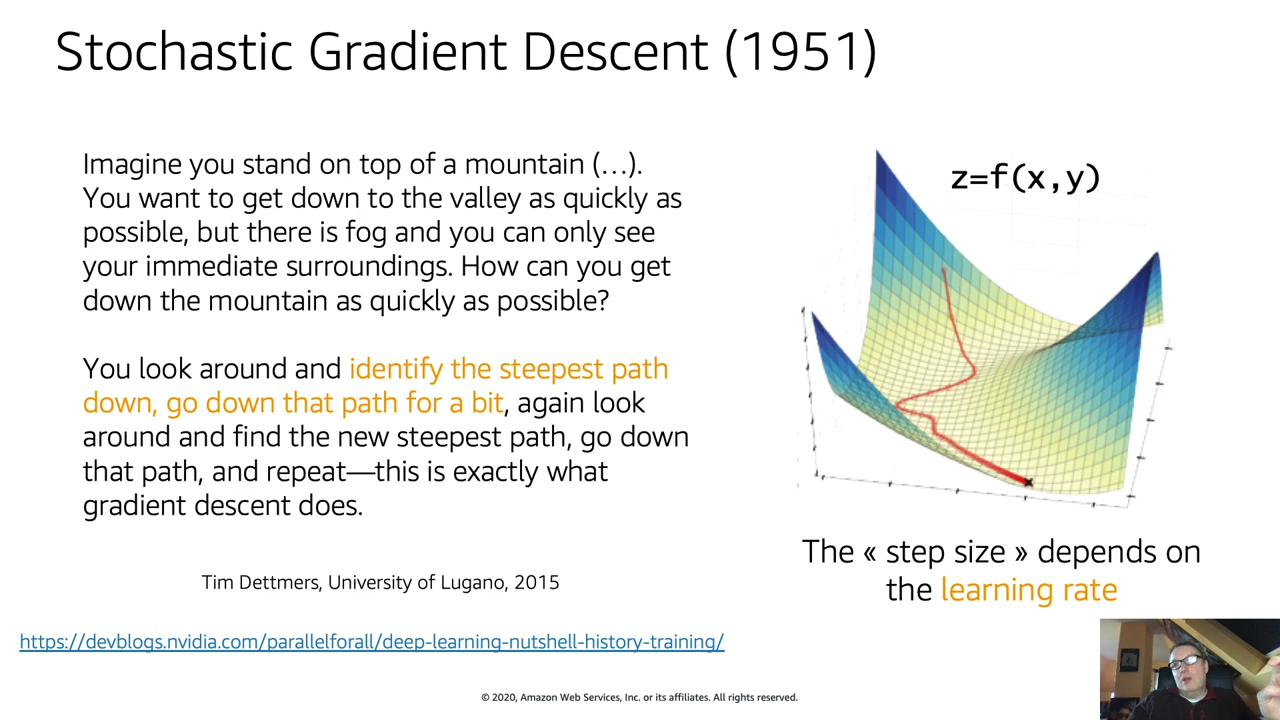 Stochastic Gradient Descent (1951)
Imagine you stand on top of a mountain (…).
You want to get down to the valley as quickly as
possible, but there is fog and you can only see
your immediate surroundings. How can you get
down the mountain as quickly as possible?
You look around and identify the steepest path
down, go down that path for a bit, again look
around and find the new steepest path, go down
that path, and repeat—this is exactly what
gradient descent does.
Tim Dettmers, University of Lugano, 2015
https://devblogs.nvidia.com/parallelforall/deep-learning-nutshell-history-training/
z=f(x,y)
The « step size » depends on
the learning rate
© 2020, Amazon Web Services, Inc. or its affiliates. All rights reserved.